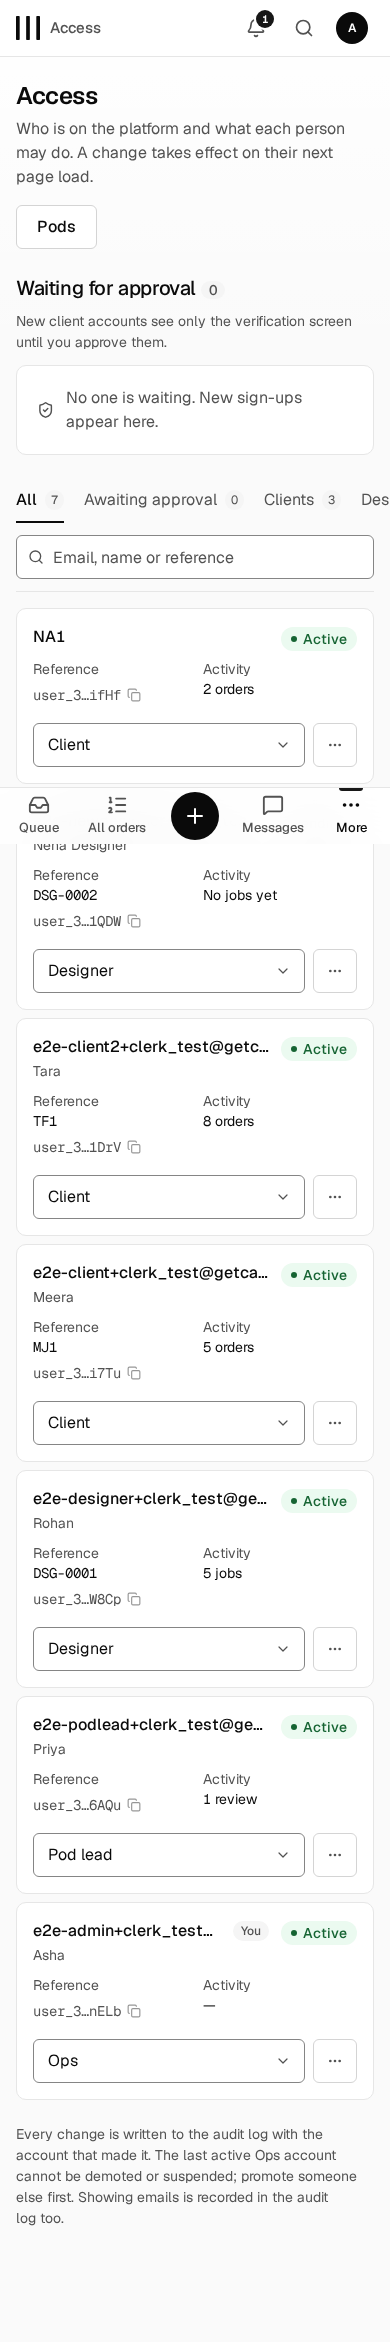 Access
1
A
Access
Who is on the platform and what each person
may do. A change takes effect on their next
page load.
Pods
Waiting for approval 0
New client accounts see only the verification screen
until you approve them.
No one is waiting. New sign-ups
appear here.
All 7 Awaiting approval 0 Clients 3 Des
Email, name or reference
NA1 Active
Reference Activity
user_3…ifHf 2 orders
Client
Queue All orders Messages More
Neha Designer
Reference Activity
DSG-0002 No jobs yet
user_3…1QDW
Designer
e2e-client2+clerk_test@getc… Active
Tara
Reference Activity
TF1 8 orders
user_3…1DrV
Client
e2e-client+clerk_test@getca… Active
Meera
Reference Activity
MJ1 5 orders
user_3…i7Tu
Client
e2e-designer+clerk_test@ge… Active
Rohan
Reference Activity
DSG-0001 5 jobs
user_3…W8Cp
Designer
e2e-podlead+clerk_test@ge… Active
Priya
Reference Activity
user_3…6AQu 1 review
Pod lead
e2e-admin+clerk_test… You Active
Asha
Reference Activity
user_3…nELb —
Ops
Every change is written to the audit log with the
account that made it. The last active Ops account
cannot be demoted or suspended; promote someone
else first. Showing emails is recorded in the audit
log too.